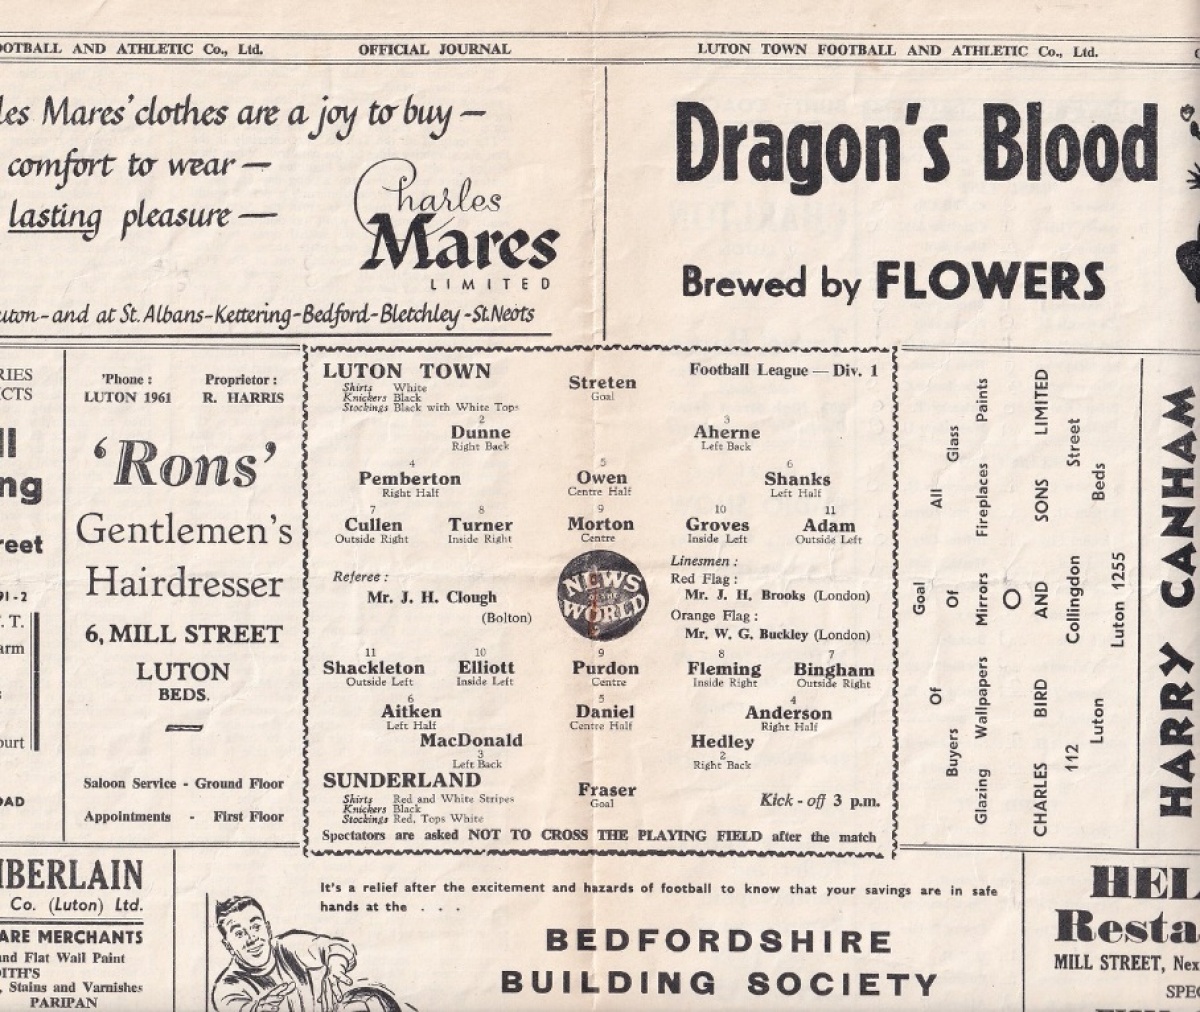 OOTBALL AND ATHLETIC Co., Ltd. OFFICIAL JOURNAL
LUTON TOWN FOOTBALL AND ATHLETIC Co., Ltd.
les Mares' clothes are a joy to buy —
comfort to wear —
lasting pleasure —
Charles
Mares
LIMITED
uton - and at St. Albans - Kettering - Bedford - Bletchley - St. Neots
Dragon's Blood
Brewed by FLOWERS
RIES
CTS
ll
ng
reet
91-2
. T.
arm
ourt
OAD
'Phone : Proprietor :
LUTON 1961 R. HARRIS
'Rons'
Gentlemen's
Hairdresser
6, MILL STREET
LUTON
BEDS.
Saloon Service - Ground Floor
Appointments - First Floor
LUTON TOWN
Football League — Div. 1
Shirts White
Knickers Black
Stockings Black with White Tops
Streten
Goal
2 3
Dunne Aherne
Right Back Left Back
4 5 6
Pemberton Owen Shanks
Right Half Centre Half Left Half
7 8 9 10 11
Cullen Turner Morton Groves Adam
Outside Right Inside Right Centre Inside Left Outside Left
Referee :
Mr. J. H. Clough
(Bolton)
NEWS
OF THE
WORLD
Linesmen :
Red Flag :
Mr. J. H. Brooks (London)
Orange Flag :
Mr. W. G. Buckley (London)
11 10 9 8 7
Shackleton Elliott Purdon Fleming Bingham
Outside Left Inside Left Centre Inside Right Outside Right
6 5 4
Aitken Daniel Anderson
Left Half Centre Half Right Half
MacDonald Hedley
3 2
Left Back Right Back
SUNDERLAND
Shirts Red and White Stripes
Knickers Black
Stockings Red, Tops White
Fraser
Goal
Kick - off 3 p.m.
Spectators are asked NOT TO CROSS THE PLAYING FIELD after the match
Goal
Buyers Of All Glass
Of
Glazing Wallpapers Mirrors Fireplaces Paints
O
CHARLES BIRD AND SONS LIMITED
112 Collingdon Street
Luton Beds
Luton 1255
HARRY CANHAM
MBERLAIN
Co. (Luton) Ltd.
ARE MERCHANTS
and Flat Wall Paint
DITH'S
, Stains and Varnishes
PARIPAN
It's a relief after the excitement and hazards of football to know that your savings are in safe
hands at the . . .
BEDFORDSHIRE
BUILDING SOCIETY
HEL
Resta
MILL STREET, Nex
SPEC